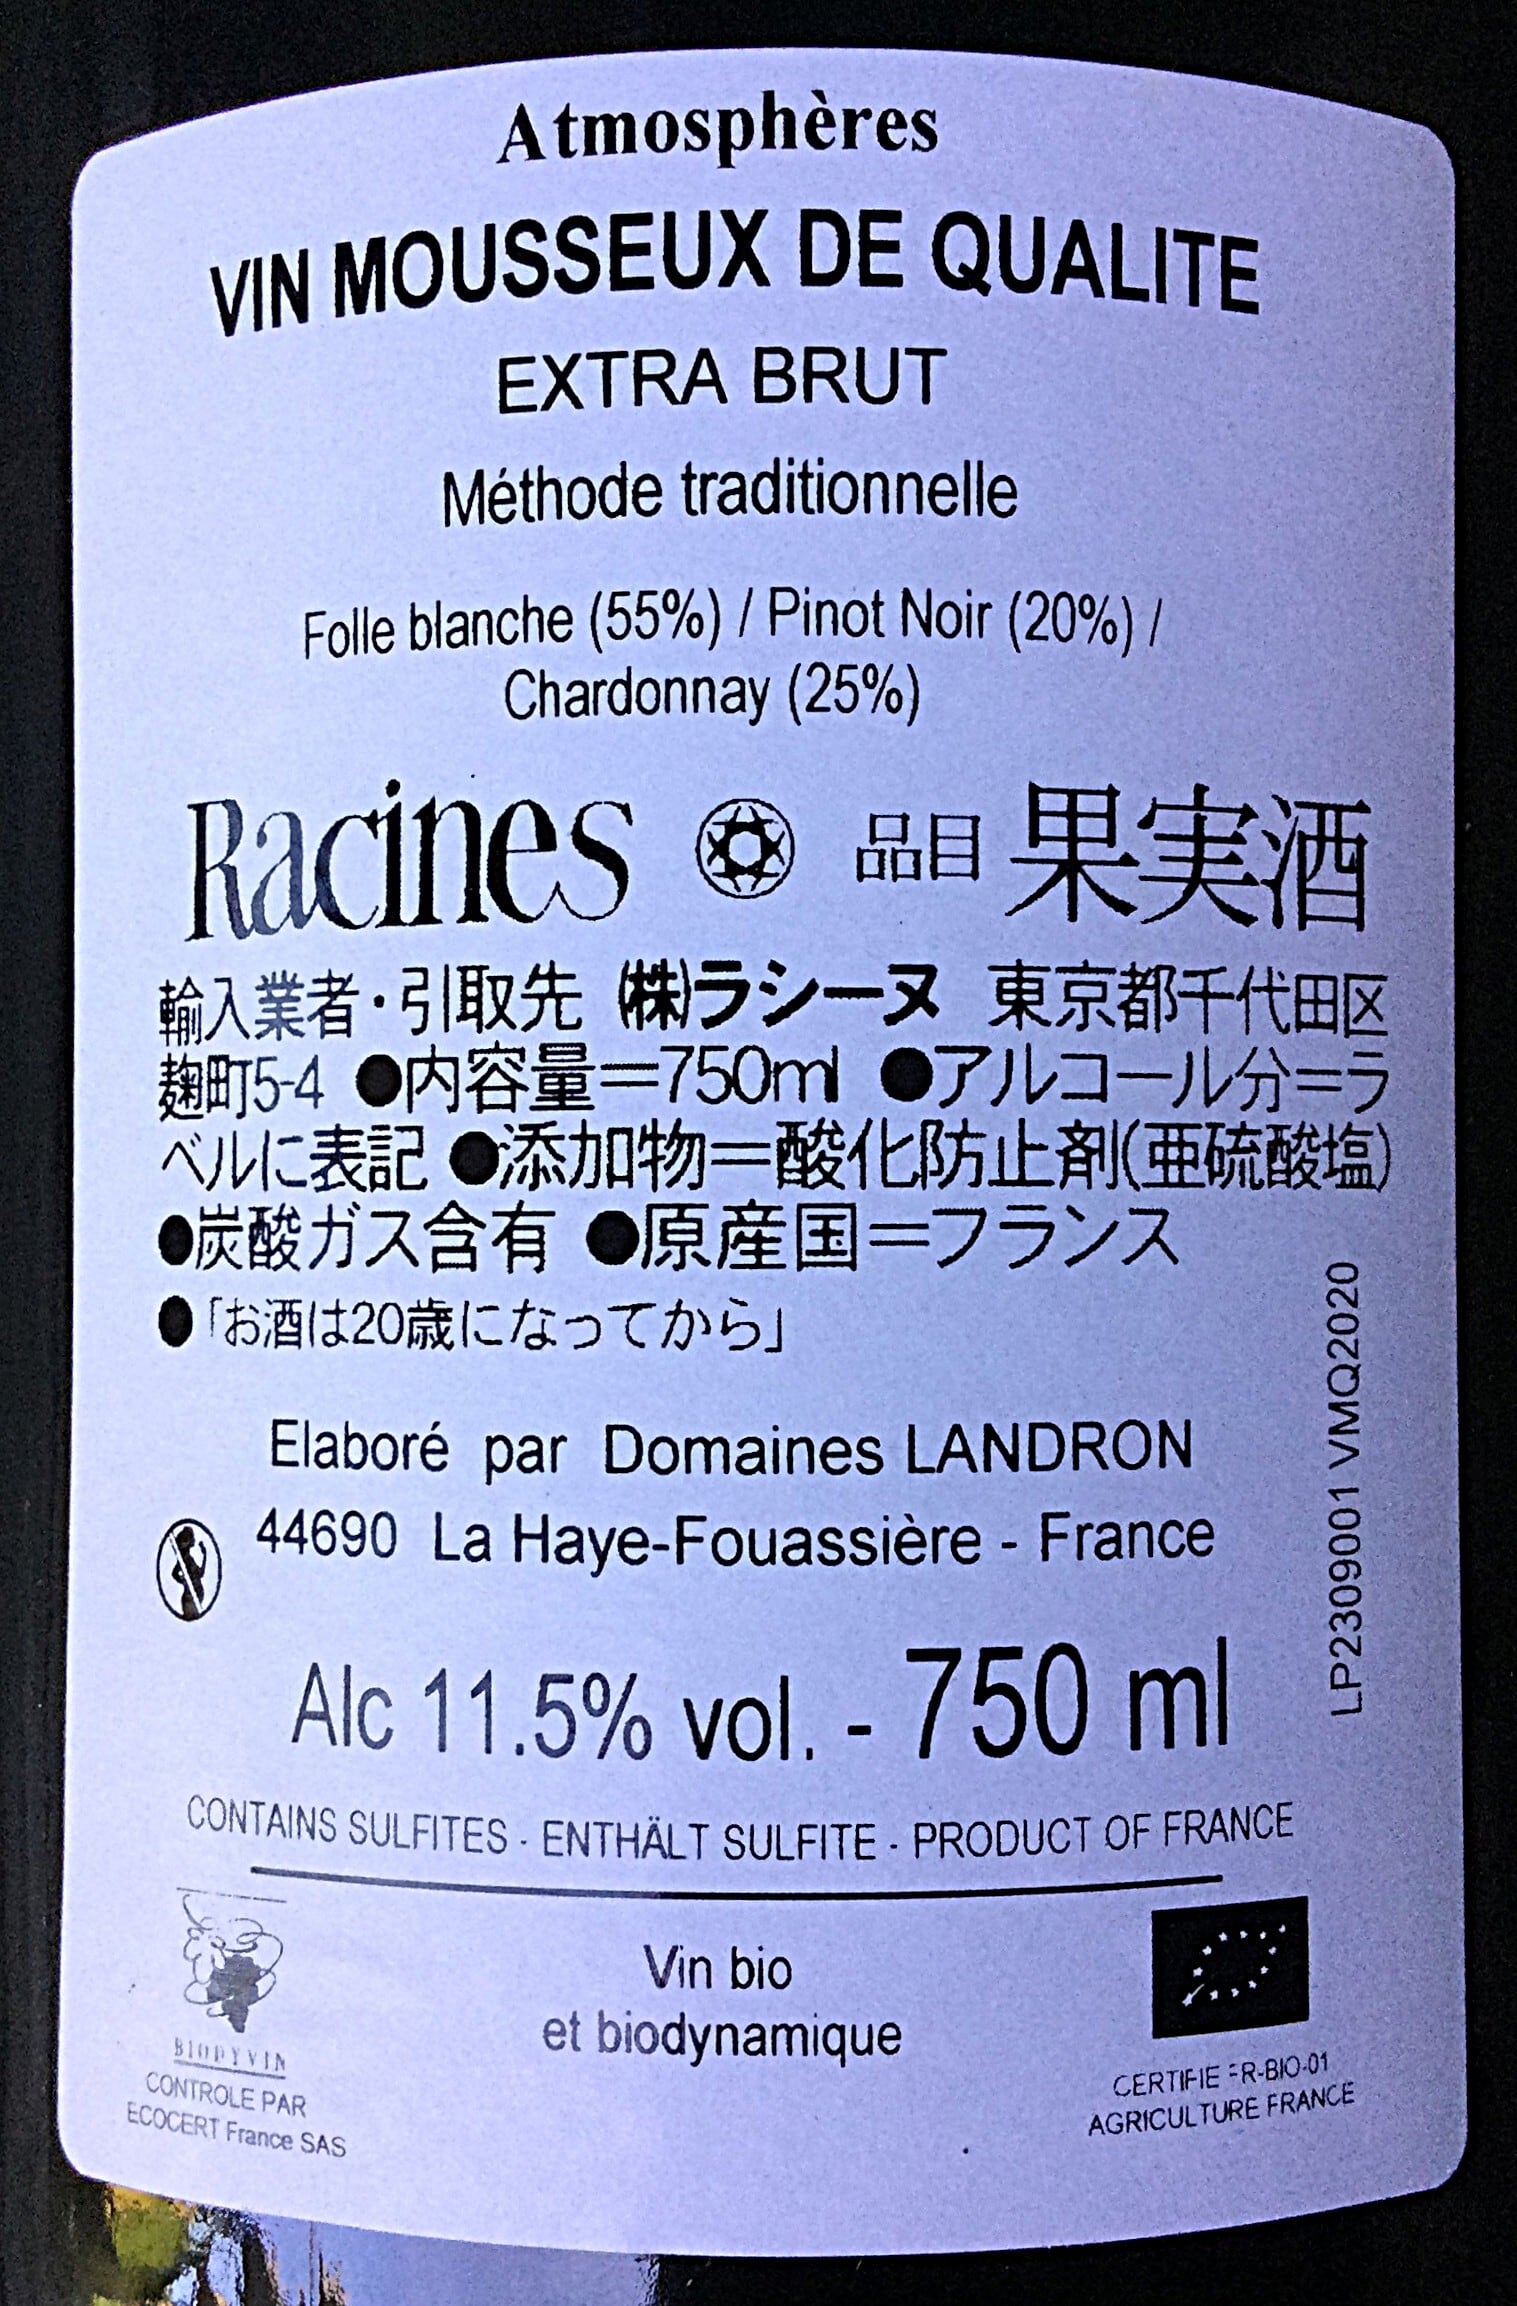 Atmosphères
VIN MOUSSEUX DE QUALITE
EXTRA BRUT
Méthode traditionnelle
Folle blanche (55%) / Pinot Noir (20%) /
Chardonnay (25%)
Racines 品目 果実酒
輸入業者・引取先 (株)ラシーヌ 東京都千代田区
麹町5-4 ●内容量=750ml ●アルコール分=ラ
ベルに表記 ●添加物=酸化防止剤(亜硫酸塩)
●炭酸ガス含有 ●原産国=フランス
●「お酒は20歳になってから」
LP2309001 VMQ2020
Elaboré par Domaines LANDRON
44690 La Haye-Fouassière - France
Alc 11.5% vol. - 750 ml
CONTAINS SULFITES - ENTHÄLT SULFITE - PRODUCT OF FRANCE
Vin bio
et biodynamique
BIODYVIN
CONTROLE PAR
ECOCERT France SAS
CERTIFIE FR-BIO-01
AGRICULTURE FRANCE